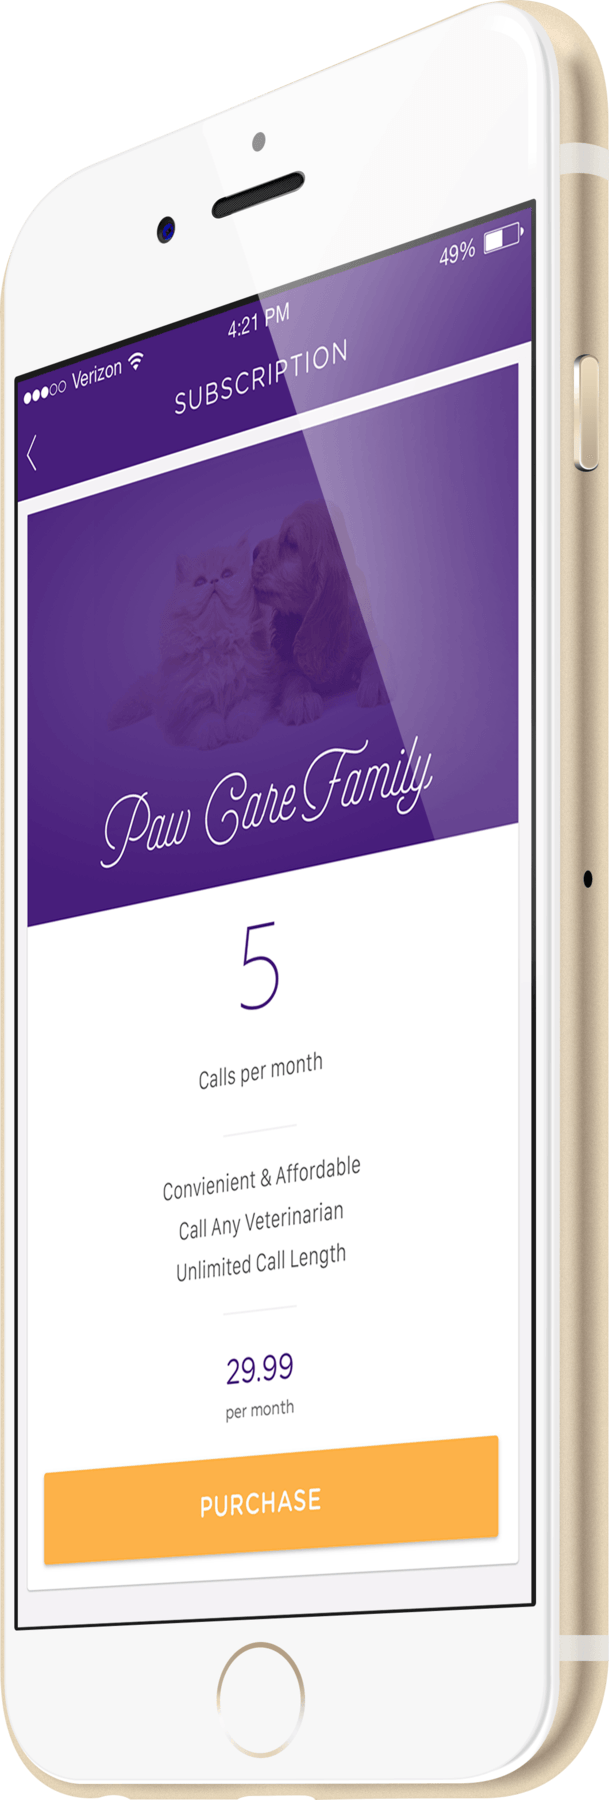 ●●●○○ Verizon 4:21 PM 49%
SUBSCRIPTION
Paw Care Family
5
Calls per month
Convienient & Affordable
Call Any Veterinarian
Unlimited Call Length
29.99
per month
PURCHASE